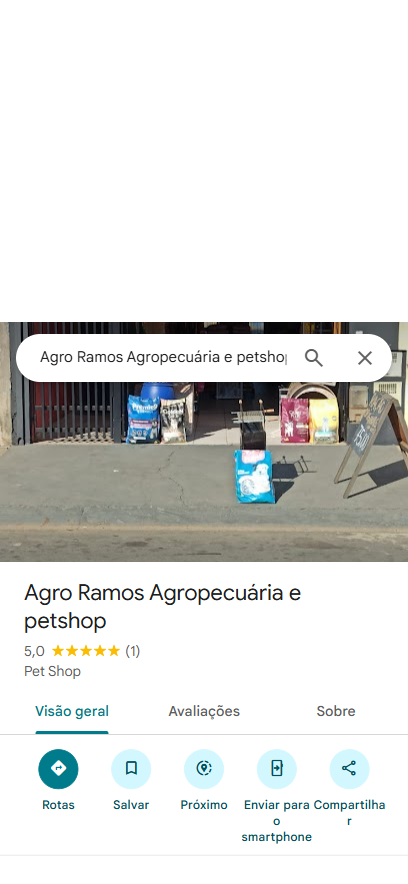 Agro Ramos Agropecuária e petshop
Agro Ramos Agropecuária e
petshop
5,0 (1)
Pet Shop
Visão geral
Avaliações
Sobre
Rotas
Salvar
Próximo
Enviar para
o
smartphone
Compartilha
r